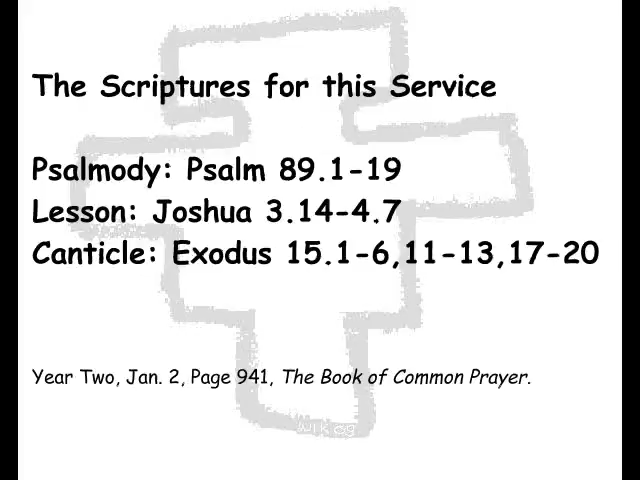 The Scriptures for this Service
Psalmody: Psalm 89.1-19
Lesson: Joshua 3.14-4.7
Canticle: Exodus 15.1-6,11-13,17-20
Year Two, Jan. 2, Page 941, The Book of Common Prayer.